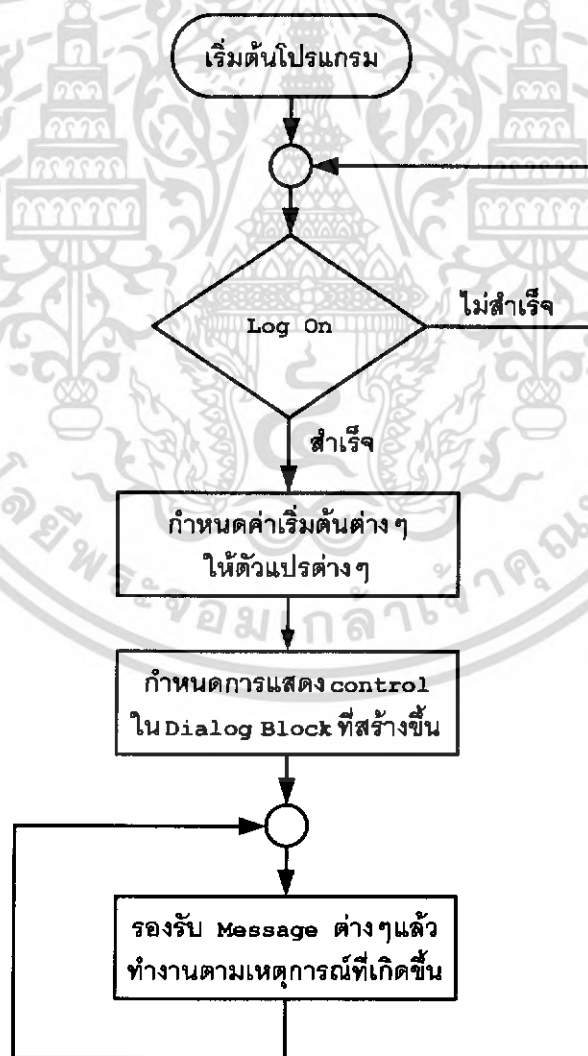 เริ่มต้นโปรแกรม
Log On
ไม่สำเร็จ
สำเร็จ
กำหนดค่าเริ่มต้นต่างๆ
ให้ตัวแปรต่างๆ
กำหนดการแสดง control
ใน Dialog Block ที่สร้างขึ้น
รองรับ Message ต่างๆแล้ว
ทำงานตามเหตุการณ์ที่เกิดขึ้น